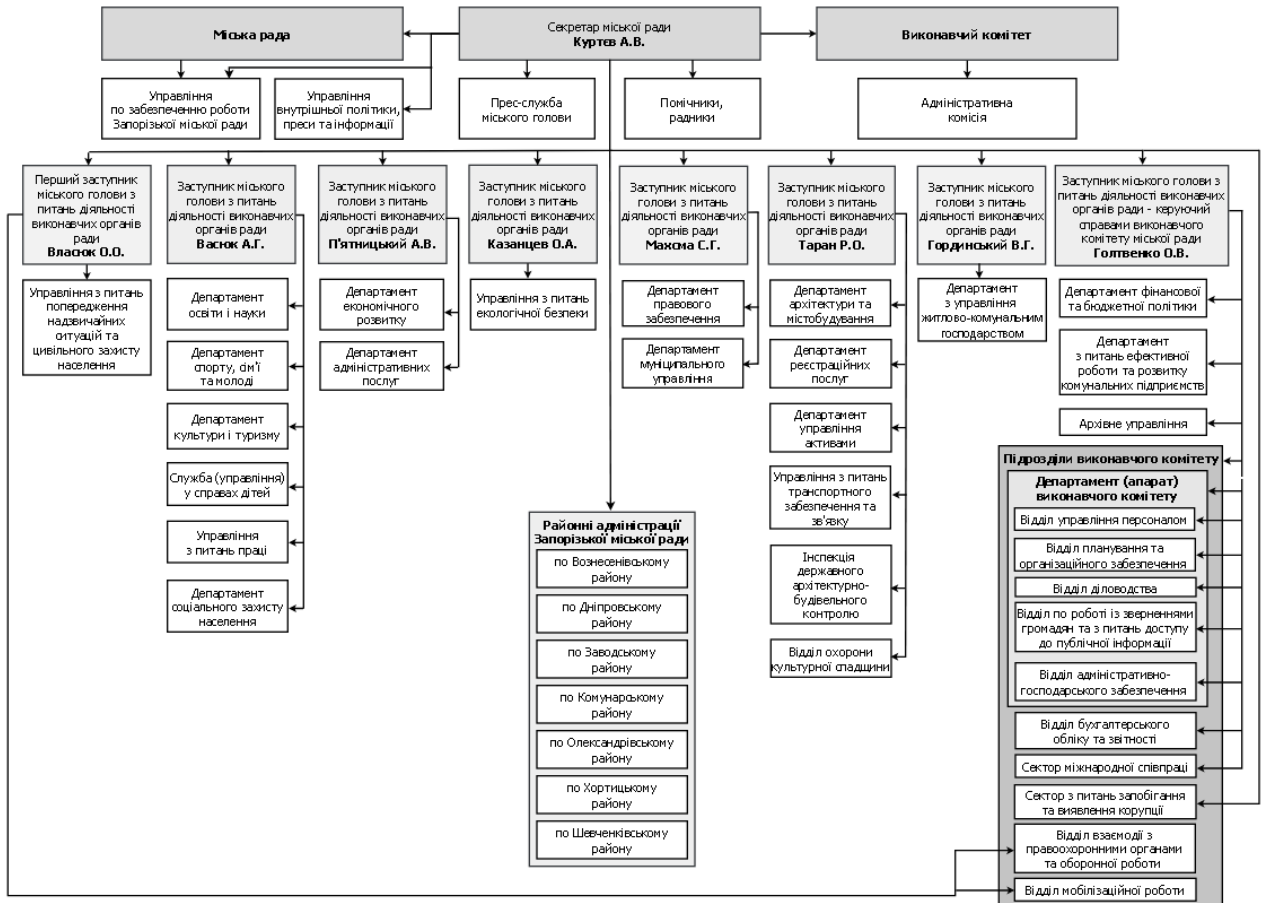 Міська рада
Секретар міської ради
Куртєв А.В.
Виконавчий комітет
Управління
по забезпеченню роботи
Запорізької міської ради
Управління
внутрішньої політики,
преси та інформації
Прес-служба
міського голови
Помічники,
радники
Адміністративна
комісія
Перший заступник
міського голови з
питань діяльності
виконавчих органів
ради
Власюк О.О.
Заступник міського
голови з питань
діяльності виконавчих
органів ради
Васюк А.Г.
Заступник міського
голови з питань
діяльності виконавчих
органів ради
П'ятницький А.В.
Заступник міського
голови з питань
діяльності виконавчих
органів ради
Казанцев О.А.
Заступник міського
голови з питань
діяльності виконавчих
органів ради
Махсма С.Г.
Заступник міського
голови з питань
діяльності виконавчих
органів ради
Таран Р.О.
Заступник міського
голови з питань
діяльності виконавчих
органів ради
Гординський В.Г.
Заступник міського голови з
питань діяльності виконавчих
органів ради - керуючий
справами виконавчого
комітету міської ради
Голтвенко О.В.
Управління з питань
попередження
надзвичайних
ситуацій та
цивільного захисту
населення
Департамент
освіти і науки
Департамент
спорту, сім'ї
та молоді
Департамент
культури і туризму
Служба (управління)
у справах дітей
Управління
з питань праці
Департамент
соціального захисту
населення
Департамент
економічного
розвитку
Департамент
адміністративних
послуг
Управління з питань
екологічної безпеки
Департамент
правового
забезпечення
Департамент
муніципального
управління
Департамент
архітектури та
містобудування
Департамент
реєстраційних
послуг
Департамент
управління
активами
Управління з питань
транспортного
забезпечення та
зв'язку
Інспекція
державного
архітектурно-
будівельного
контролю
Відділ охорони
культурної спадщини
Департамент
з управління
житлово-комунальним
господарством
Департамент фінансової
та бюджетної політики
Департамент
з питань ефективної
роботи та розвитку
комунальних підприємств
Архівне управління
Районні адміністрації
Запорізької міської ради
по Вознесенівському
району
по Дніпровському
району
по Заводському
району
по Комунарському
району
по Олександрівському
району
по Хортицькому
району
по Шевченківському
району
Підрозділи виконавчого комітету
Департамент (апарат)
виконавчого комітету
Відділ управління персоналом
Відділ планування та
організаційного забезпечення
Відділ діловодства
Відділ по роботі із зверненнями
громадян та з питань доступу
до публічної інформації
Відділ адміністративно-
господарського забезпечення
Відділ бухгалтерського
обліку та звітності
Сектор міжнародної співпраці
Сектор з питань запобігання
та виявлення корупції
Відділ взаємодії з
правоохоронними органами
та оборонної роботи
Відділ мобілізаційної роботи